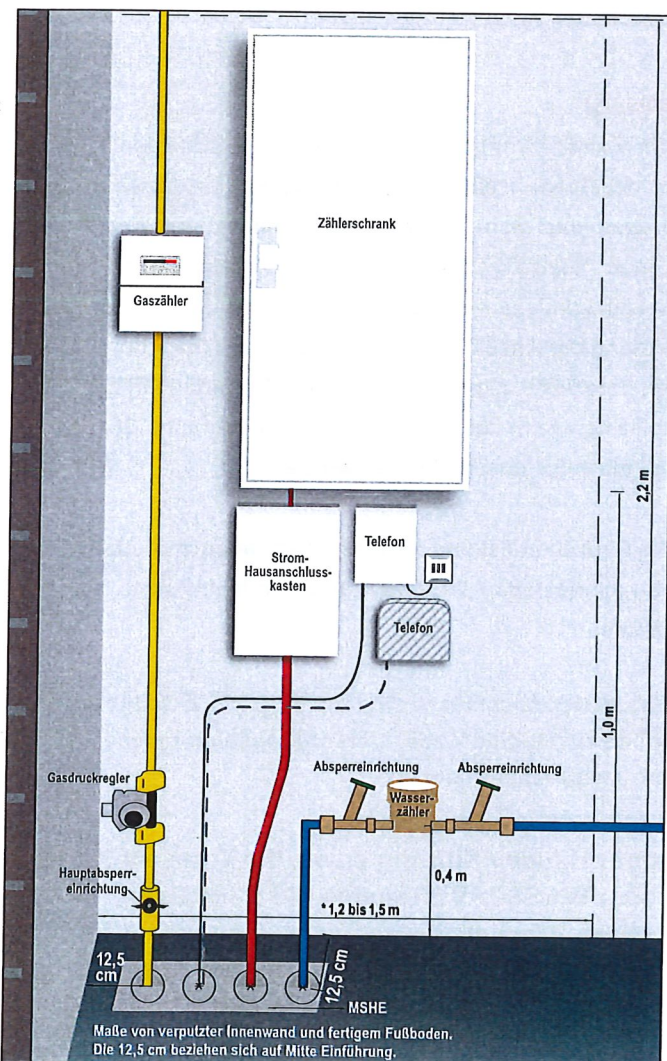 Zählerschrank
Gaszähler
2,2 m
Strom-
Hausanschluss-
kasten
Telefon
Telefon
1,0 m
Gasdruckregler
Absperreinrichtung
Absperreinrichtung
Wasser-
zähler
Hauptabsperr-
einrichtung
0,4 m
*1,2 bis 1,5 m
12,5
cm
12,5 cm
MSHE
Maße von verputzter Innenwand und fertigem Fußboden.
Die 12,5 cm beziehen sich auf Mitte Einführung.